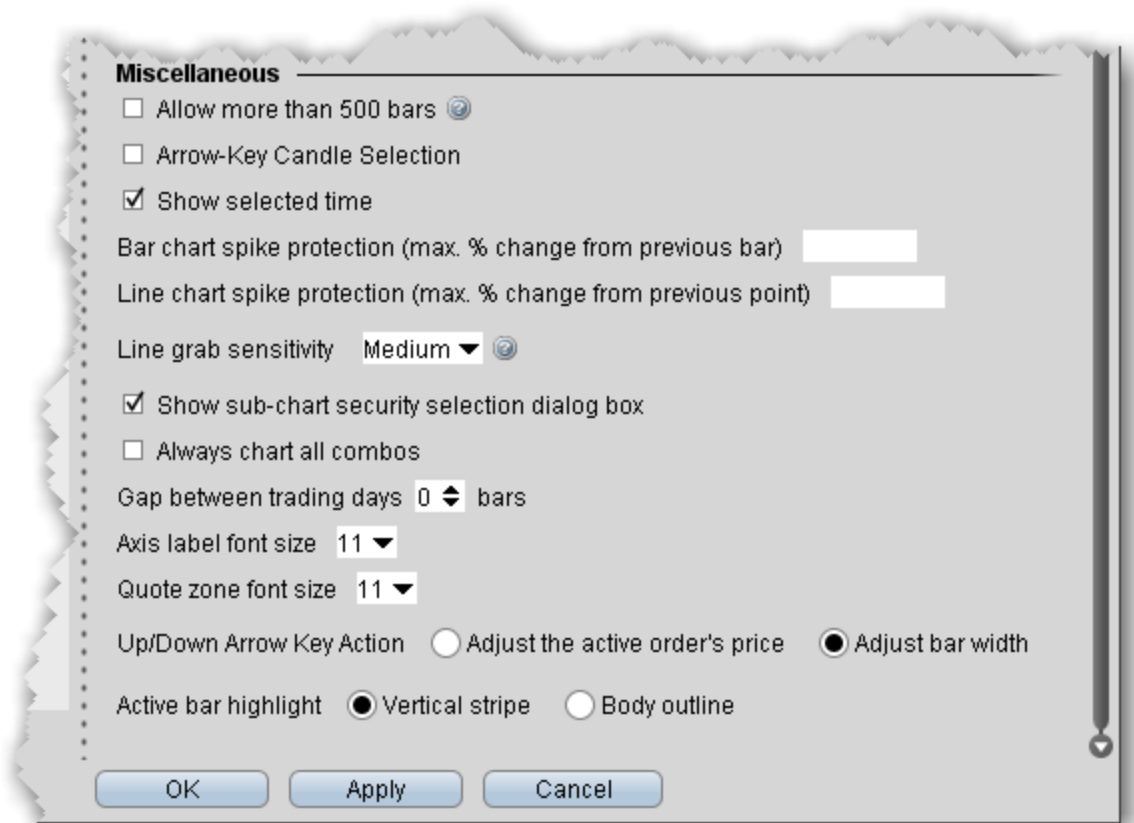 Miscellaneous
Allow more than 500 bars ?
Arrow-Key Candle Selection
Show selected time
Bar chart spike protection (max. % change from previous bar)
Line chart spike protection (max. % change from previous point)
Line grab sensitivity Medium ?
Show sub-chart security selection dialog box
Always chart all combos
Gap between trading days 0 bars
Axis label font size 11
Quote zone font size 11
Up/Down Arrow Key Action Adjust the active order's price Adjust bar width
Active bar highlight Vertical stripe Body outline
OK Apply Cancel